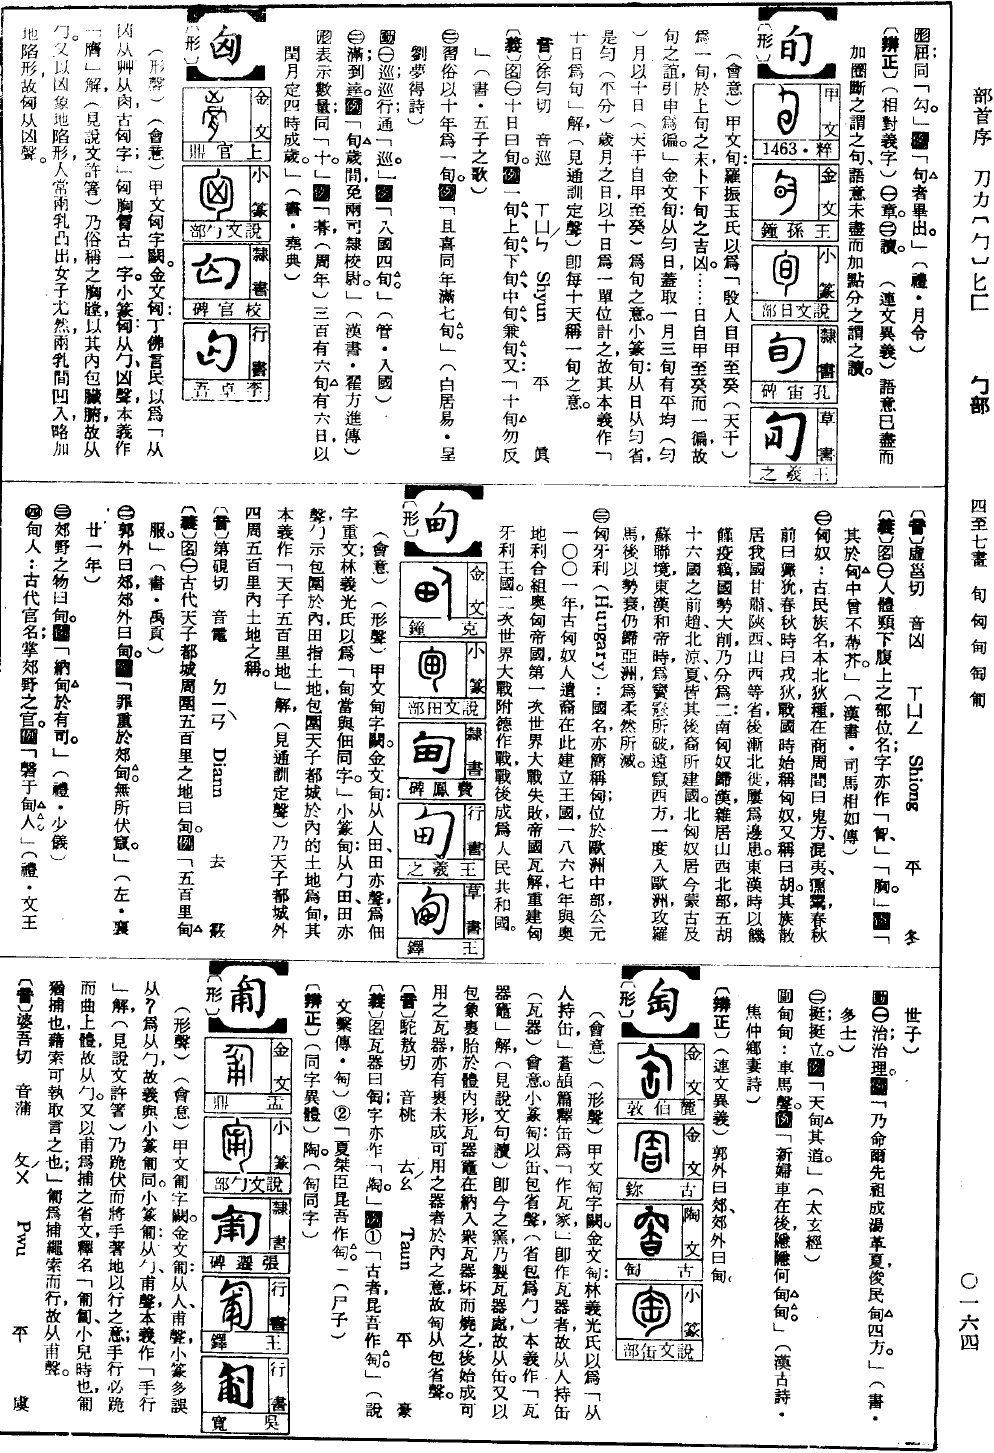 部首序 刀力〔勹〕匕匚 勹部 四至七畫 旬匈甸匋匍 〇一六四
屈同「勾。」例「句者畢出。」（禮・月令）
〔辨正〕（相對義字）㊀章。㊁讀。（連文異義）語意已盡而
加圈斷之謂之句、語意未盡而加點分之謂之讀。
旬
〔形〕
甲文 1463・粹
金文 王孫鐘
小篆 說文日部
隸書 孔宙碑
草書 王羲之
（會意）甲文旬：羅振玉氏以爲「殷人自甲至癸（天干）
爲一旬，於上旬之末卜下旬之吉凶……日自甲至癸而一徧，故
旬之誼引申爲徧。」金文旬：从勻日，蓋取一月三旬有平均（勻
）月以十日（天干自甲至癸）爲旬之意。小篆旬：从日从勻省，
是勻（平分）歲月之日以十日爲一單位計之，故其本義作「
十日爲旬」解（見通訓定聲）卽每十天稱一旬之意。
音 徐勻切 音巡 ㄒㄩㄣˊ Shyun 平 眞
〔義〕名㊀十日曰旬。例「旬、上旬、下旬、中旬、兼旬」又「十旬勿反
」（書・五子之歌）
㊁習俗以十年爲一旬。例「且喜同年滿七旬。」（白居易・呈
劉夢得詩）
動㊀巡；巡行；通「巡」。例「入國四旬。」（管・入國）
㊁滿；到達。例「旬歲間免兩司隷校尉。」（漢書・翟方進傳）
形表示數量；同「十」。例「朞（周年）三百有六旬有六日，以
閏月定四時成歲。」（書・堯典）
匈
〔形〕
金文 上官鼎
小篆 說文勹部
隸書 校官碑
行書 李卓吾
（形聲）（會意）甲文匈字闕。金文匈：丁佛言氏以爲「从
凶从艸从肉，古匈字；」匈胸胷古一字。小篆匈：从勹，凶聲，本義作
「膺」解（見說文許箸）乃俗稱之胸膛，以其內包臟腑，故从
勹。又以凶象地陷形，人常兩乳凸出，女子尤然，兩乳間凹入略如
地陷形，故匈从凶聲。
〔音〕虛邕切 音凶 ㄒㄩㄥ Shiong 平 冬
〔義〕名㊀人體頸下腹上之部位名；字亦作「胷」、「胸」。例「
其於匈中曾不蔕芥。」（漢書・司馬相如傳）
㊁匈奴：古民族名，本北狄種，在商周間曰鬼方、混夷、獯鬻，春秋
前曰玁狁，春秋時曰戎狄，戰國時始稱匈奴，又稱曰胡。其族散
居我國甘肅陝西山西等省後漸北徙，屢爲邊患，東漢時以饑
饉疫癘國勢大削，乃分爲二：南匈奴歸漢，雜居山西北部，五胡
十六國之前趙、北涼、夏皆其後裔所建國。北匈奴居今蒙古及
蘇聯境，東漢和帝時爲竇憲所破，遠竄西方，一度入歐洲，攻羅
馬，後以勢衰仍歸亞洲，爲柔然所滅。
㊂匈牙利（Hungary）：國名，亦簡稱匈，位於歐洲中部，公元
一〇〇一年，古匈奴人遺裔在此建立王國，一八六七年與奧
地利合組奧匈帝國，第一次世界大戰失敗，帝國瓦解，重建匈
牙利王國，二次世界大戰附德作戰，戰後成爲人民共和國。
甸
〔形〕
金文 克鐘
小篆 說文田部
隸書 費鳳碑
行書 王羲之
草書 王鐸
（會意）（形聲）甲文甸字闕。金文甸：从人田，田亦聲，爲佃
字重文，林義光氏以爲「甸當與佃同字。」小篆甸：从勹田，田亦
聲；勹示包圍於內，田指土地，包圍天子都城於內的土地爲甸，其
本義作「天子五百里地」解（見通訓定聲）乃天子都城外
四周五百里內土地之稱。
〔音〕第硯切 音電 ㄉㄧㄢˋ Diann 去 霰
〔義〕名㊀古代天子都城周圍五百里之地曰甸。例「五百里甸
服。」（書・禹貢）
㊁郭外曰郊，郊外曰甸。例「罪重於郊甸，無所伏竄。」（左・襄
廿一年）
㊂郊野之物曰甸。例「納甸於有司。」（禮・少儀）
㊃甸人：古代官名，掌郊野之官。例「磬于甸人」（禮・文王
世子）
動㊀治；治理。例「乃命爾先祖成湯革夏，俊民甸四方。」（書・
多士）
㊁挺；挺立。例「天甸其道」（太玄經）
副甸甸：車馬聲。例「新婦車在後，隱隱何甸甸。」（漢古詩・
焦仲鄉妻詩）
〔辨正〕（連文異義）郭外曰郊，郊外曰甸。
匋
〔形〕
金文 麓伯敦
金文 古鉨
陶文 古匋
小篆 說文缶部
（會意）（形聲）甲文匋字闕。金文匋：林義光氏以爲「从
人持缶」蒼頡篇釋缶爲「作瓦家」卽作瓦器者，故从人持缶
（瓦器）會意。小篆匋：以缶、包省聲，（省包爲勹）本義作「瓦
器竈」解（見說文句讀）卽今之窯，乃製瓦器處，故从缶。又以
包象裹胎於體內形，瓦器竈在納入衆瓦器坏而燒之後始成可
用之瓦器，亦有裹未成可用之器者於內之意，故匋从包省聲。
〔音〕駝敖切 音桃 ㄊㄠˊ Taur 平 豪
〔義〕名瓦器曰匋；字亦作「陶」。例①「古者昆吾作匋。」（說
文繫傳・匋）②「夏桀臣昆吾作匋。」（尸子）
〔辨正〕（同字異體）陶。（匋同字）
匍
〔形〕
金文 盂鼎
小篆 說文勹部
隸書 張遷碑
行書 王鐸
行書 吳寬
（形聲）（會意）甲文匍字闕。金文匍：从人，甫聲，小篆多誤
从？爲从勹，故義與小篆匍同。小篆匍：从勹，甫聲，本義作「手行
」解（見說文許箸）乃跪伏而將手著地以行之意；手行必跪
而曲上體，故从勹。又以甫爲捕之省文，釋名「匍匐，小兒時也，匍
猶捕也，藉索可執取言之也；」匍爲捕繩索而行，故从甫聲。
〔音〕婆吾切 音蒲 ㄆㄨˊ Pwu 平 虞